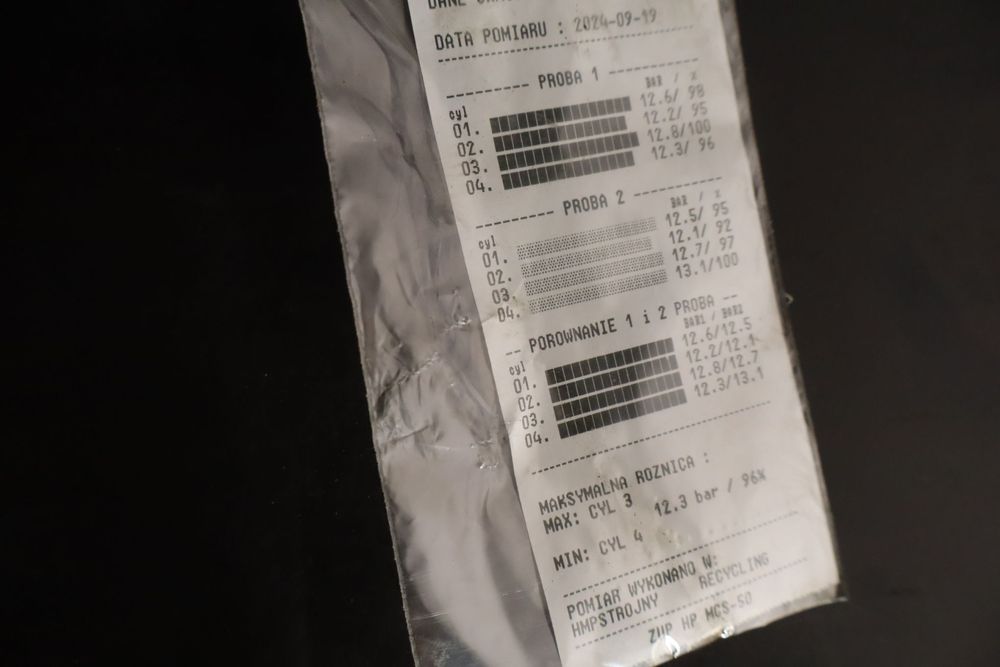 DATA POMIARU : 2024-09-19
PROBA 1
cyl BAR / %
01. 12.6/ 98
02. 12.2/ 95
03. 12.8/100
04. 12.3/ 96
PROBA 2
cyl BAR / %
01. 12.5/ 95
02. 12.1/ 92
03. 12.7/ 97
04. 13.1/100
POROWNANIE 1 i 2 PROBA
cyl BAR1 / BAR2
01. 12.6/12.5
02. 12.2/12.1
03. 12.8/12.7
04. 12.3/13.1
MAKSYMALNA ROZNICA :
MAX: CYL 3
12.3 bar / 96%
MIN: CYL 4
POMIAR WYKONANO W:
HMPSTROJNY RECYCLING
ZUP HP MCS-50